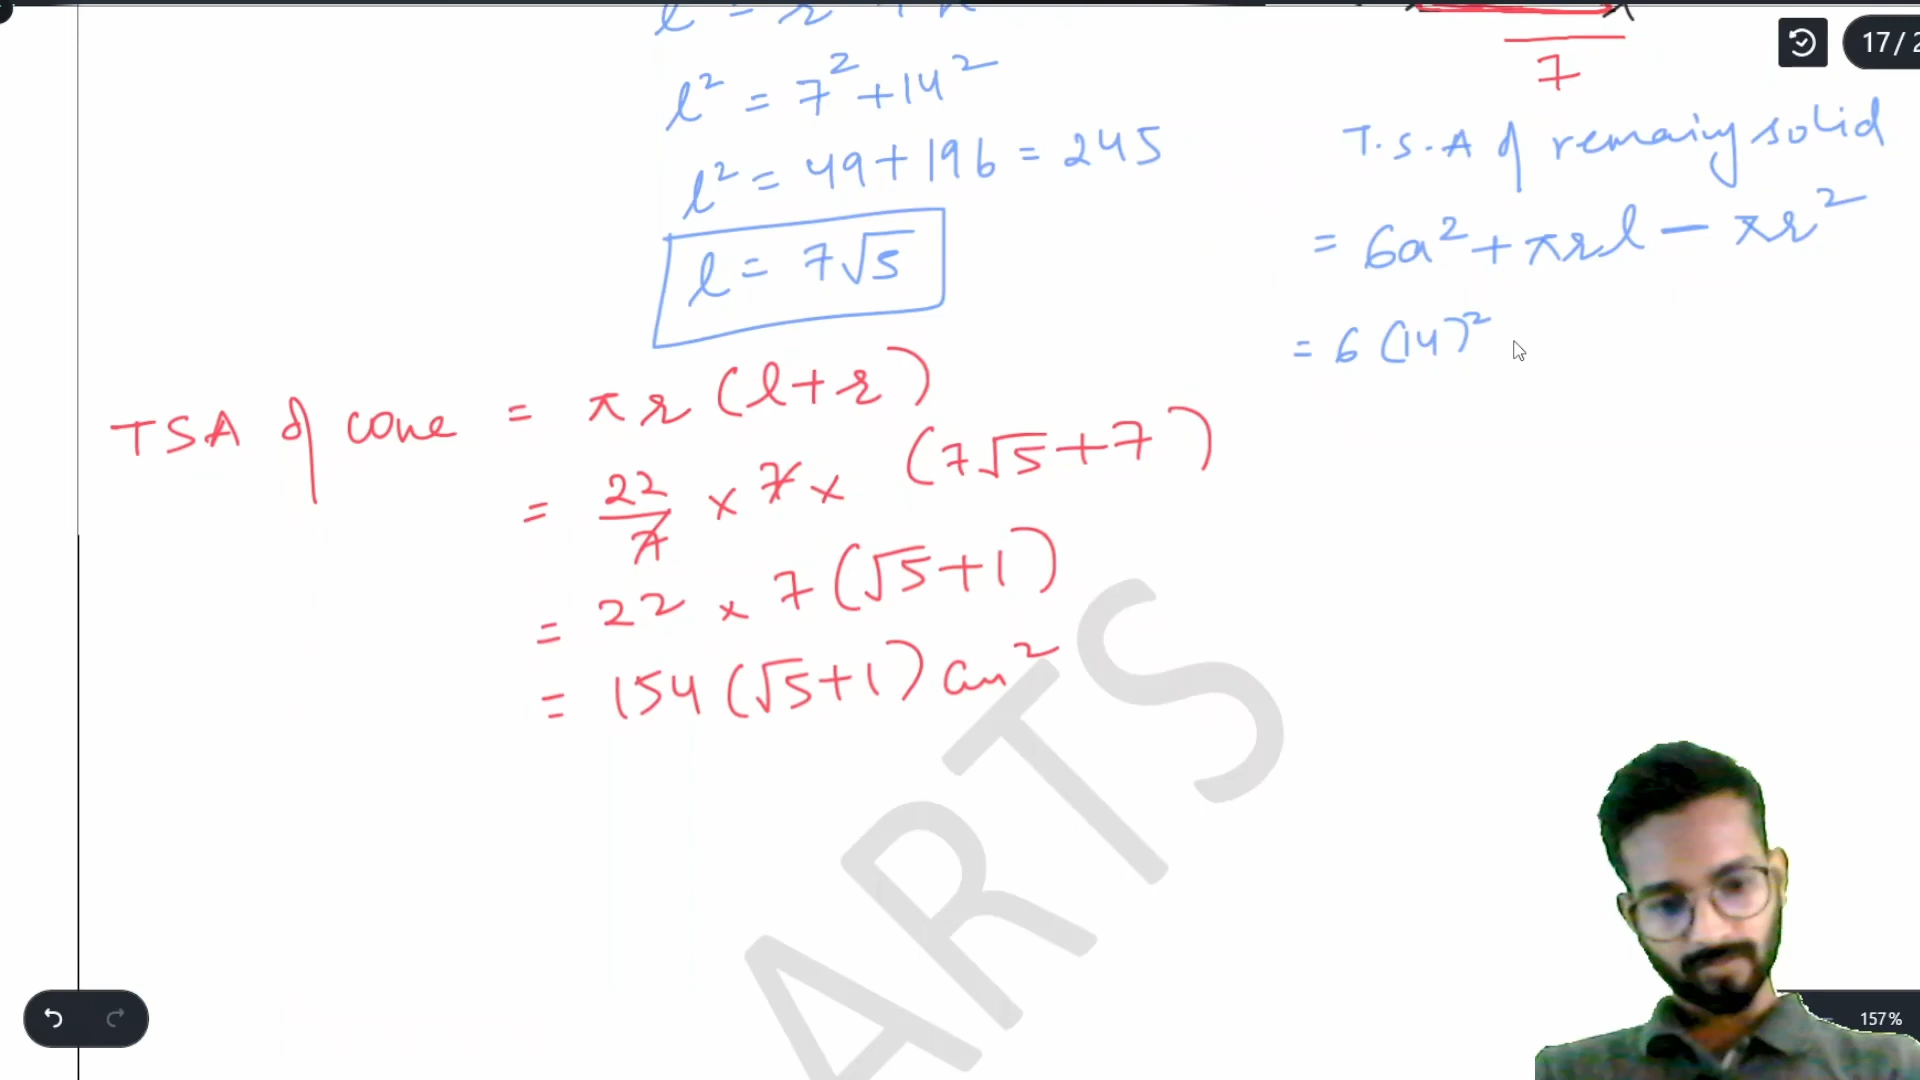 l² = 7² + 14²
l² = 49 + 196 = 245
l = 7√5
TSA of cone = πr (l + r)
= 22/7 × 7 × (7√5 + 7)
= 22 × 7 (√5 + 1)
= 154 (√5 + 1) cm²
7
T.S.A of remaing solid
= 6a² + πrl − πr²
= 6 (14)²
ARTS
17/2
157%